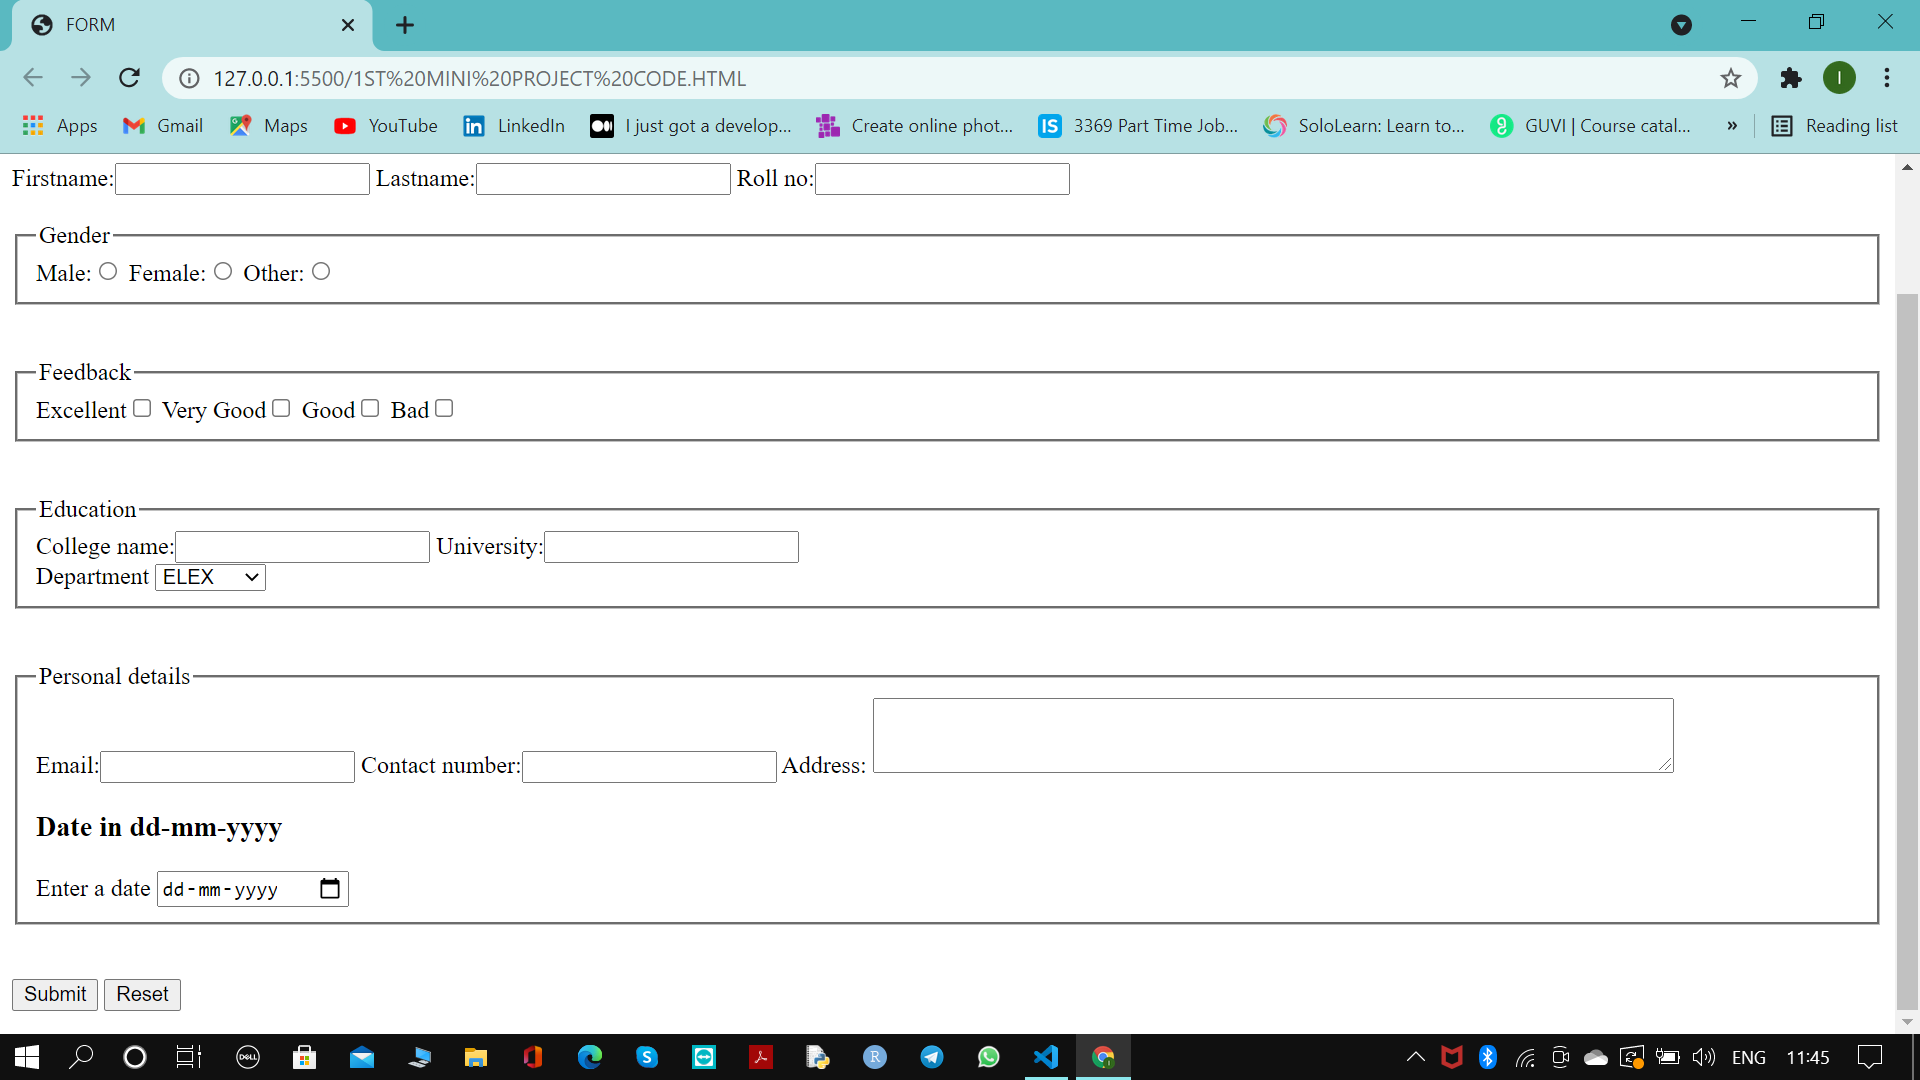 FORM
127.0.0.1:5500/1ST%20MINI%20PROJECT%20CODE.HTML
Apps Gmail Maps YouTube LinkedIn I just got a develop... Create online phot... IS 3369 Part Time Job... SoloLearn: Learn to... GUVI | Course catal... » Reading list
Firstname: Lastname: Roll no:
Gender
Male: Female: Other:
Feedback
Excellent Very Good Good Bad
Education
College name: University:
Department ELEX
Personal details
Email: Contact number: Address:
Date in dd-mm-yyyy
Enter a date dd-mm-yyyy
Submit Reset
DELL ENG 11:45